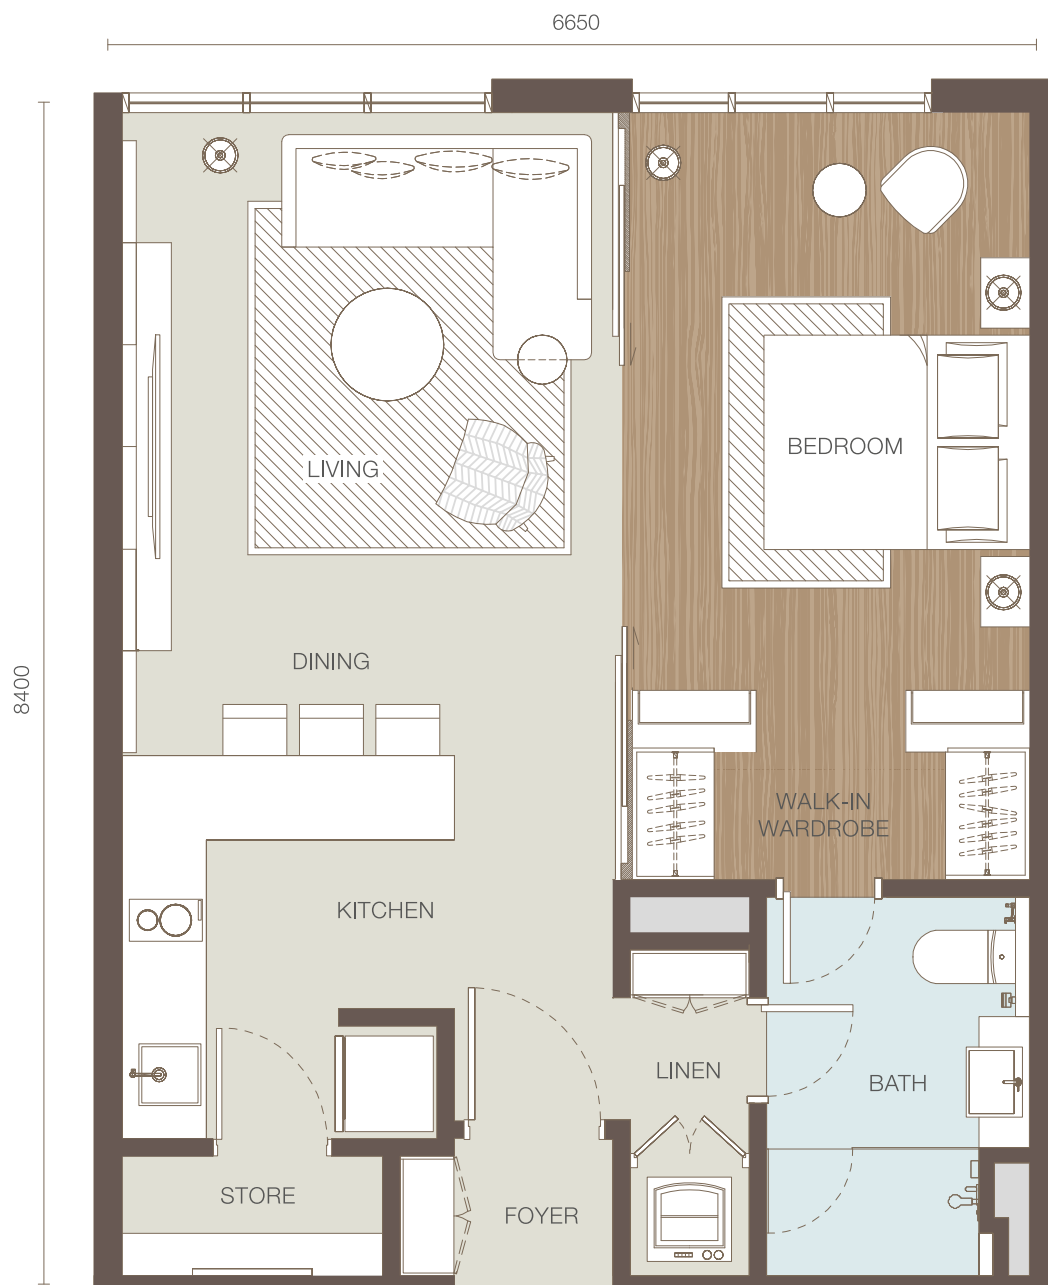 6650
8400
LIVING
BEDROOM
DINING
WALK-IN
WARDROBE
KITCHEN
LINEN
BATH
STORE
FOYER